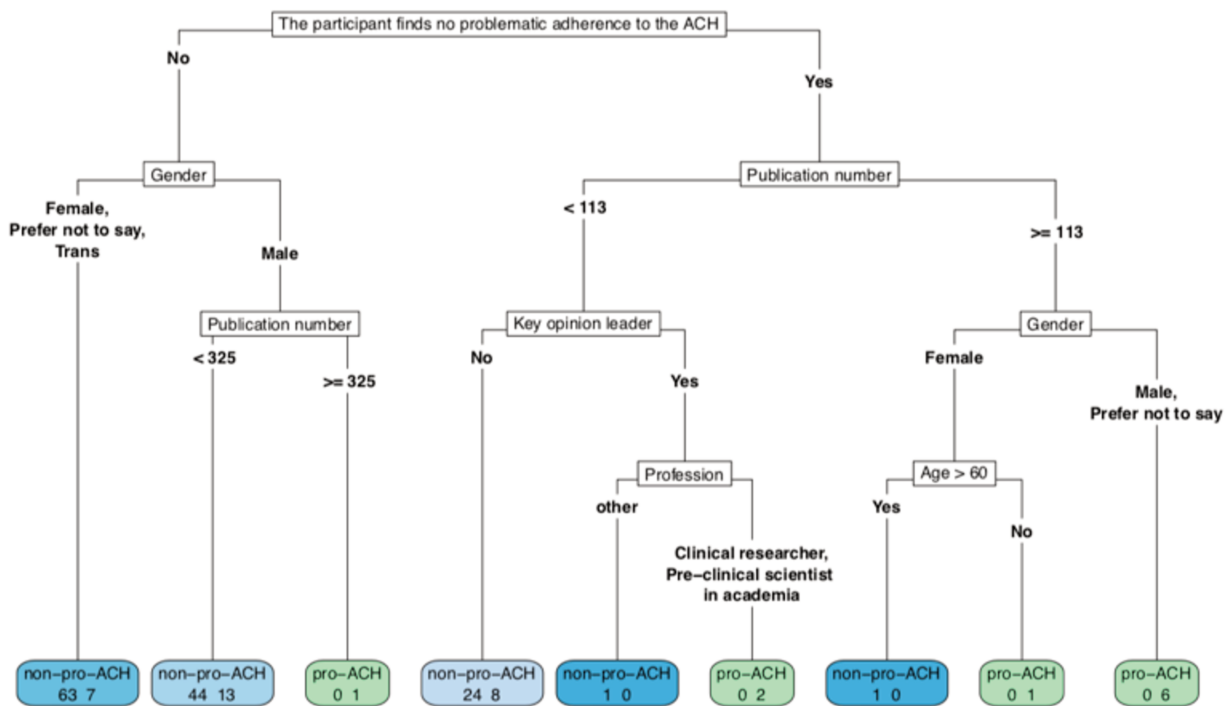 The participant finds no problematic adherence to the ACH
No
Yes
Gender
Publication number
Female,
Prefer not to say,
Trans
Male
< 113
>= 113
Publication number
Key opinion leader
Gender
< 325
>= 325
No
Yes
Female
Male,
Prefer not to say
Profession
Age > 60
other
Clinical researcher,
Pre−clinical scientist
in academia
Yes
No
non−pro−ACH
63 7
non−pro−ACH
44 13
pro−ACH
0 1
non−pro−ACH
24 8
non−pro−ACH
1 0
pro−ACH
0 2
non−pro−ACH
1 0
pro−ACH
0 1
pro−ACH
0 6